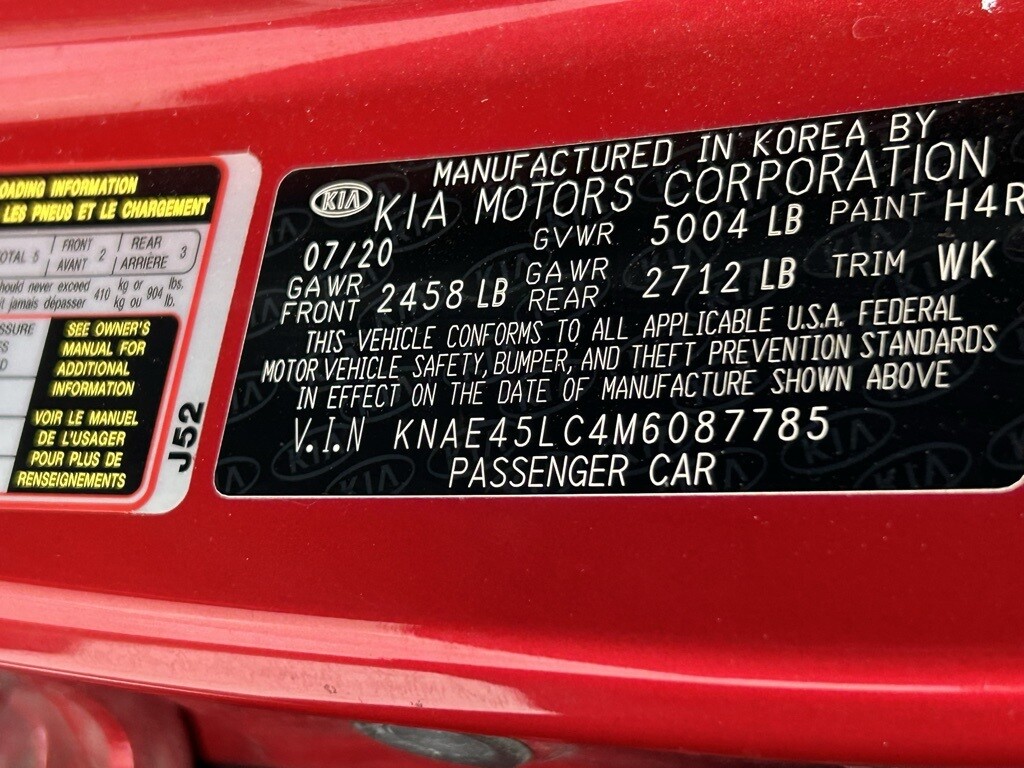 OADING INFORMATION
LES PNEUS ET LE CHARGEMENT
OTAL 5 FRONT AVANT 2 REAR ARRIÈRE 3
hould never exceed 410 kg or 904 lbs.
t jamais dépasser kg ou lb.
SSURE
S
D
SEE OWNER'S
MANUAL FOR
ADDITIONAL
INFORMATION
VOIR LE MANUEL
DE L'USAGER
POUR PLUS DE
RENSEIGNEMENTS
J52
MANUFACTURED IN KOREA BY
KIA KIA MOTORS CORPORATION
07/20 GVWR 5004 LB PAINT H4R
GAWR FRONT 2458 LB GAWR REAR 2712 LB TRIM WK
THIS VEHICLE CONFORMS TO ALL APPLICABLE U.S.A. FEDERAL
MOTOR VEHICLE SAFETY, BUMPER, AND THEFT PREVENTION STANDARDS
IN EFFECT ON THE DATE OF MANUFACTURE SHOWN ABOVE
V.I.N KNAE45LC4M6087785
PASSENGER CAR